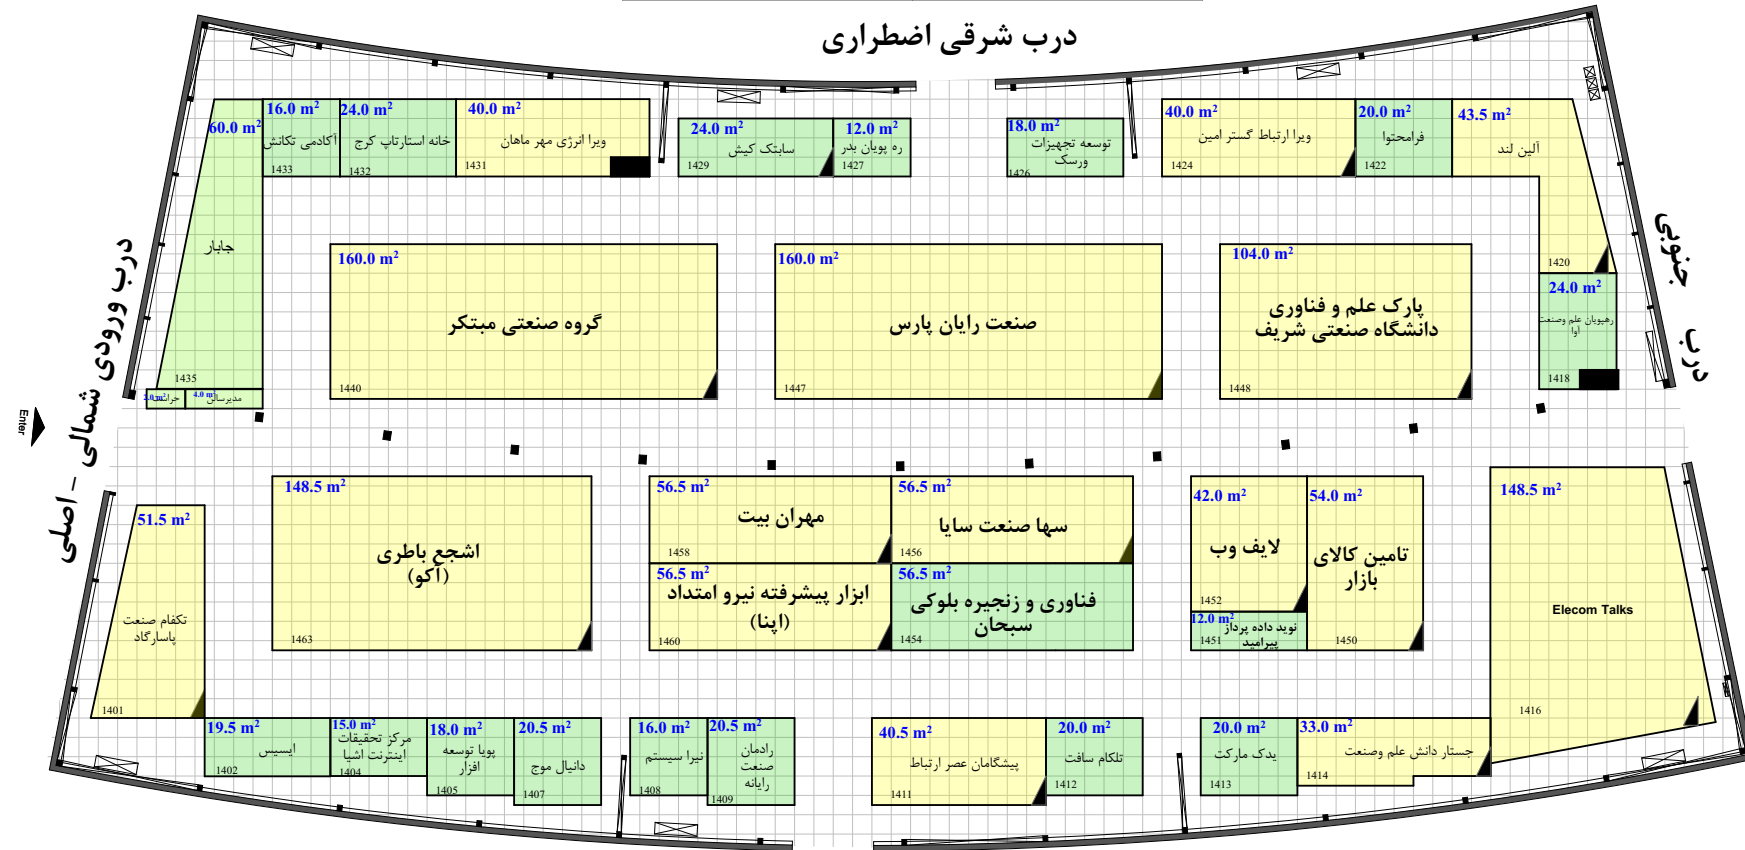 درب شرقی اضطراری
60.0 m²
جابار
1435
16.0 m²
آکادمی تکانش
1433
24.0 m²
خانه استارتاپ کرج
1432
40.0 m²
ویرا انرژی مهر ماهان
1431
24.0 m²
سابتک کیش
1429
12.0 m²
ره پویان بدر
1427
18.0 m²
توسعه تجهیزات
ورسک
1426
40.0 m²
ویرا ارتباط گستر امین
1424
20.0 m²
فرامحتوا
1422
43.5 m²
آلین لند
1420
24.0 m²
رهپویان علم وصنعت
آوا
1418
درب جنوبی
درب ورودی شمالی - اصلی
Enter
حراست
4.0 m²
مدیرسالن
160.0 m²
گروه صنعتی مبتکر
1440
160.0 m²
صنعت رایان پارس
1447
104.0 m²
پارک علم و فناوری
دانشگاه صنعتی شریف
1448
51.5 m²
تکفام صنعت
پاسارگاد
1401
148.5 m²
اشجع باطری
(آکو)
1463
56.5 m²
مهران بیت
1458
56.5 m²
سها صنعت سایا
1456
56.5 m²
ابزار پیشرفته نیرو امتداد
(اپنا)
1460
56.5 m²
فناوری و زنجیره بلوکی
سبحان
1454
42.0 m²
لایف وب
1452
12.0 m²
نوید داده پرداز
پیرامید
1451
54.0 m²
تامین کالای
بازار
1450
148.5 m²
Elecom Talks
1416
19.5 m²
ایسیس
1402
15.0 m²
مرکز تحقیقات
اینترنت اشیا
1404
18.0 m²
پویا توسعه
افزار
1405
20.5 m²
دانیال موج
1407
16.0 m²
نیرا سیستم
1408
20.5 m²
رادمان
صنعت
رایانه
1409
40.5 m²
پیشگامان عصر ارتباط
1411
20.0 m²
تلکام سافت
1412
20.0 m²
یدک مارکت
1413
33.0 m²
جستار دانش علم وصنعت
1414